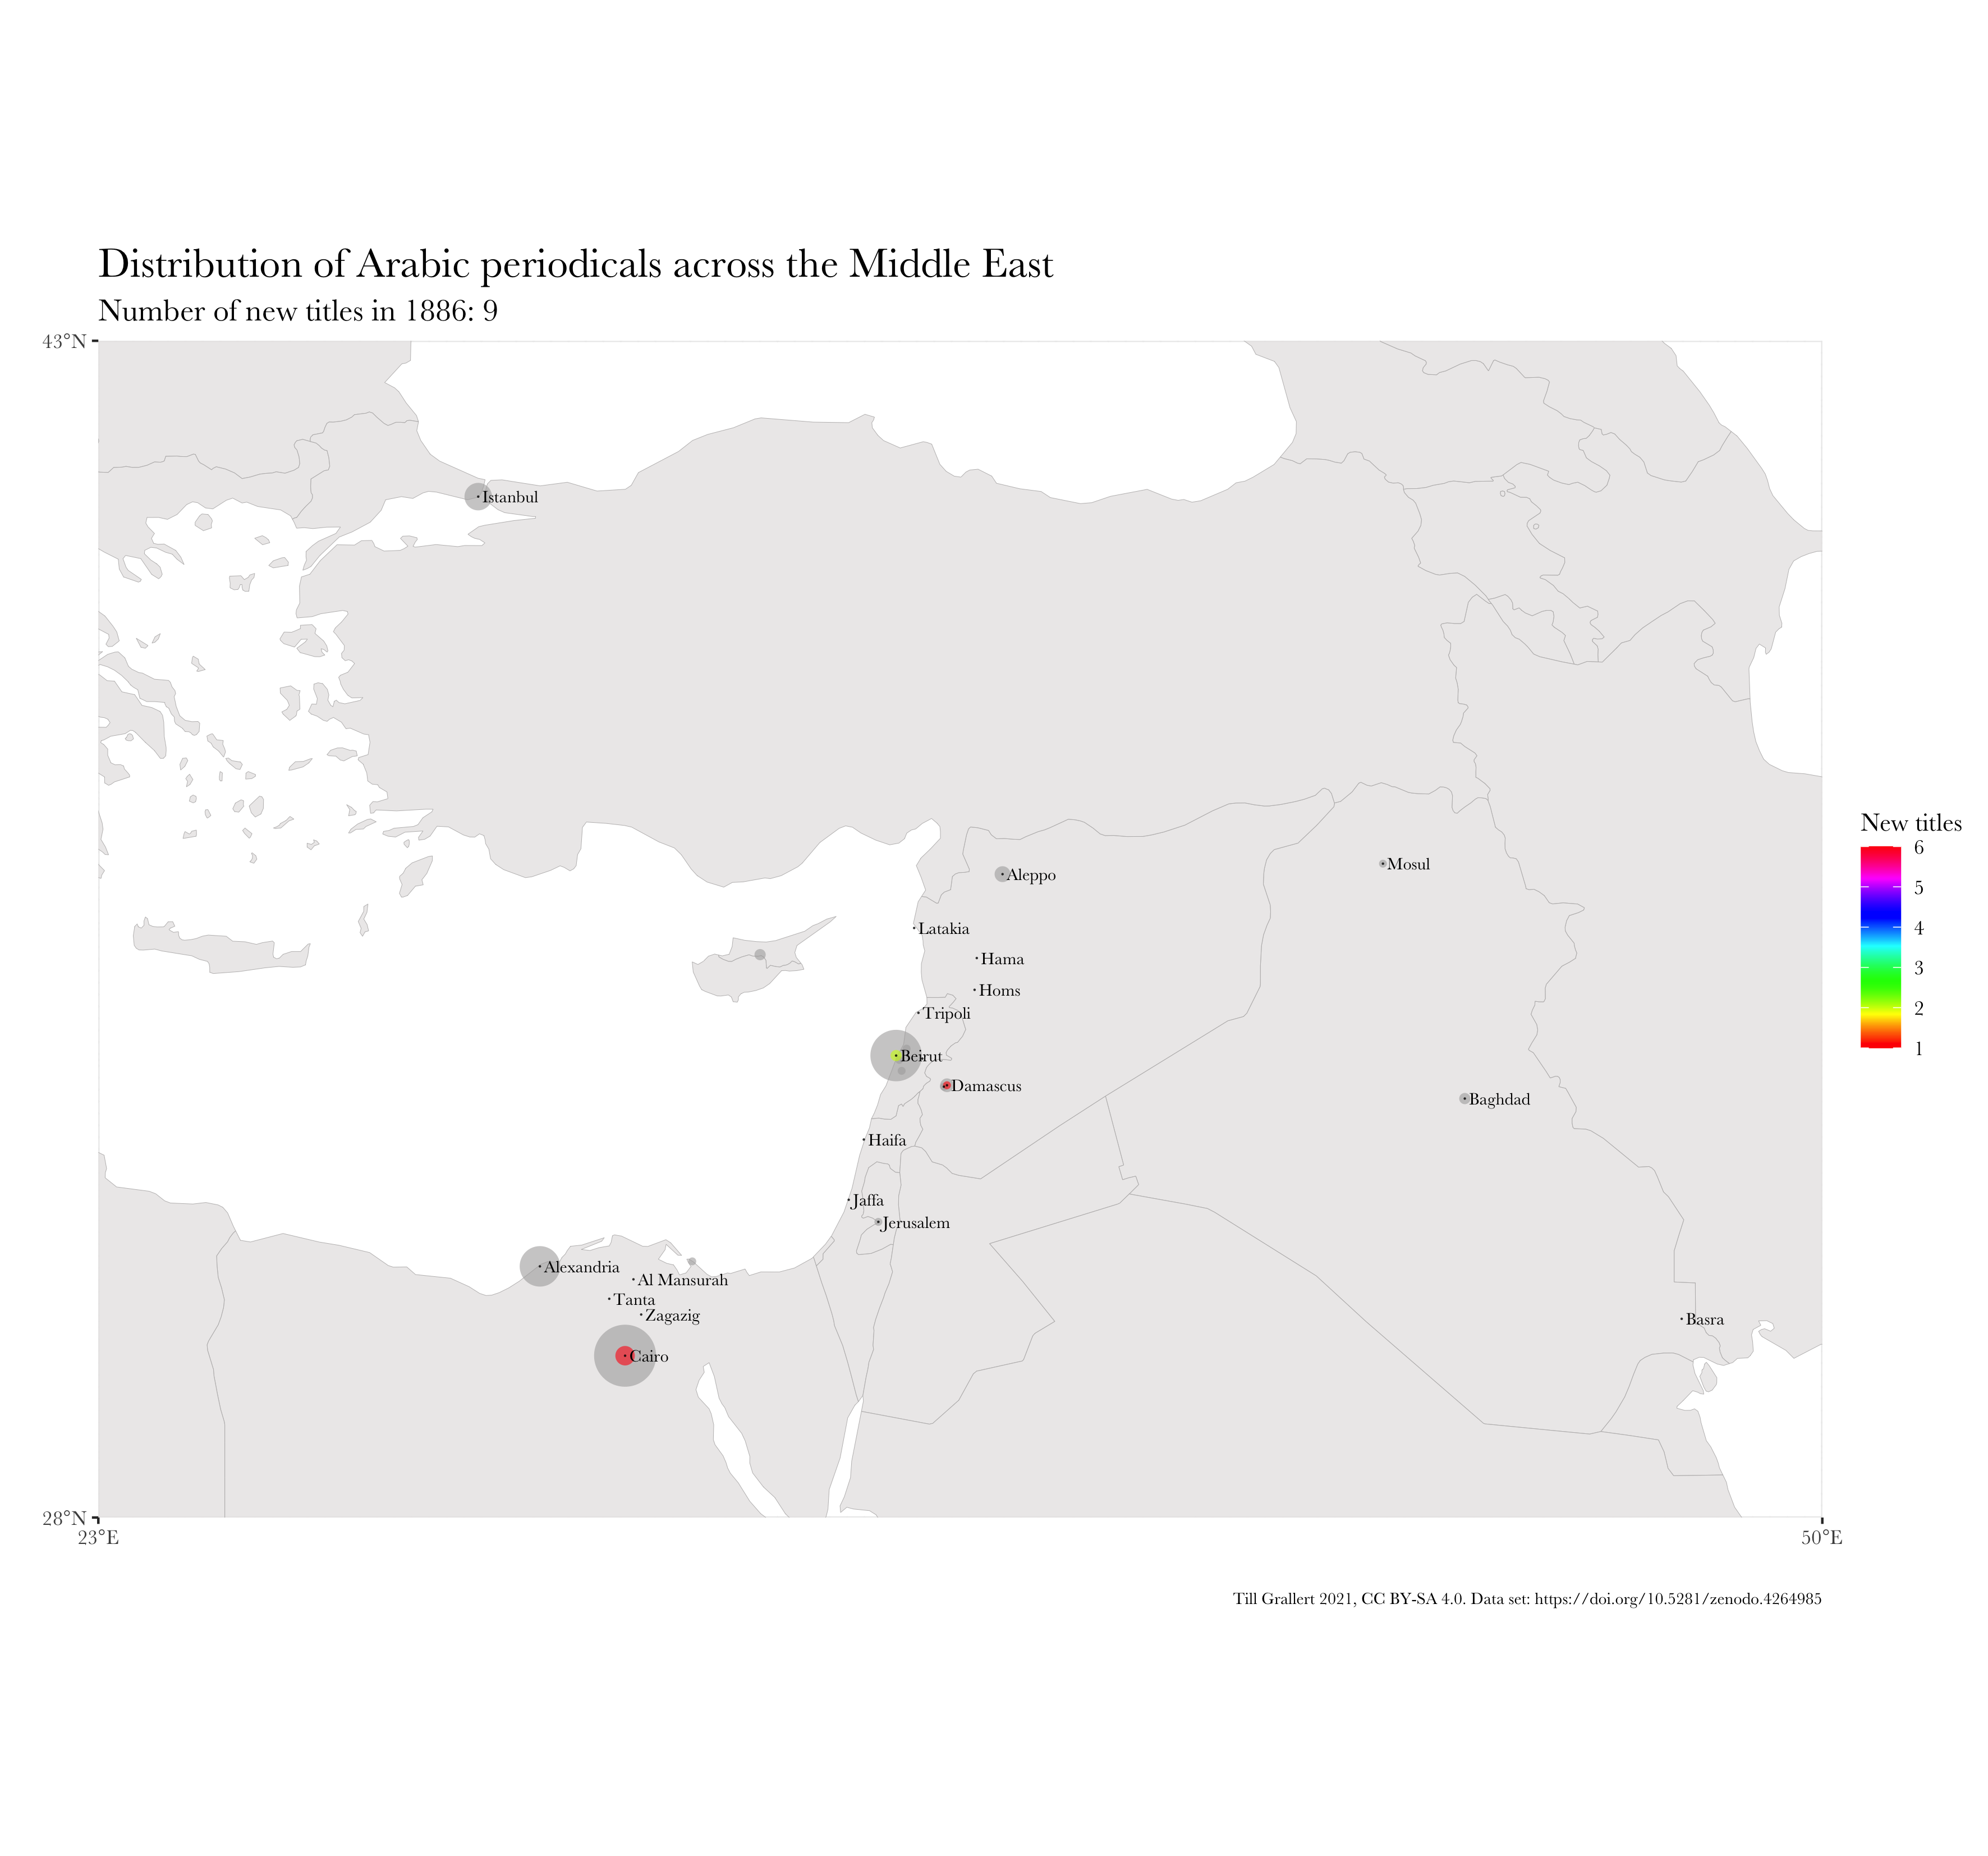 Distribution of Arabic periodicals across the Middle East
Number of new titles in 1886: 9
43°N
Istanbul
New titles
6
5
4
3
2
1
Mosul
Aleppo
Latakia
Hama
Homs
Tripoli
Beirut
Damascus
Baghdad
Haifa
Jaffa
Jerusalem
Alexandria
Al Mansurah
Tanta
Zagazig
Basra
Cairo
28°N
23°E
50°E
Till Grallert 2021, CC BY-SA 4.0. Data set: https://doi.org/10.5281/zenodo.4264985